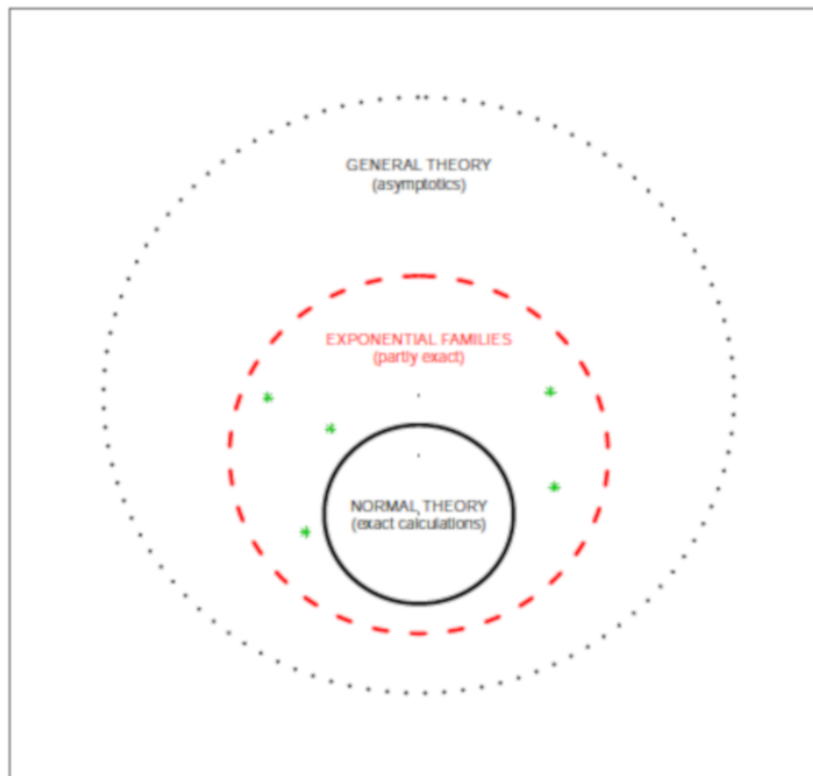 GENERAL THEORY
(asymptotics)
EXPONENTIAL FAMILIES
(partly exact)
NORMAL THEORY
(exact calculations)